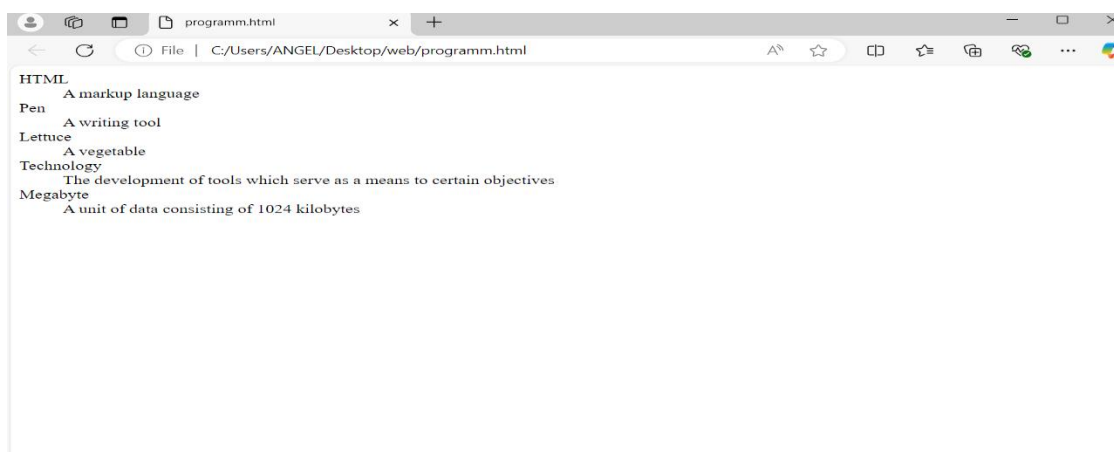 programm.html
File | C:/Users/ANGEL/Desktop/web/programm.html
HTML
A markup language
Pen
A writing tool
Lettuce
A vegetable
Technology
The development of tools which serve as a means to certain objectives
Megabyte
A unit of data consisting of 1024 kilobytes